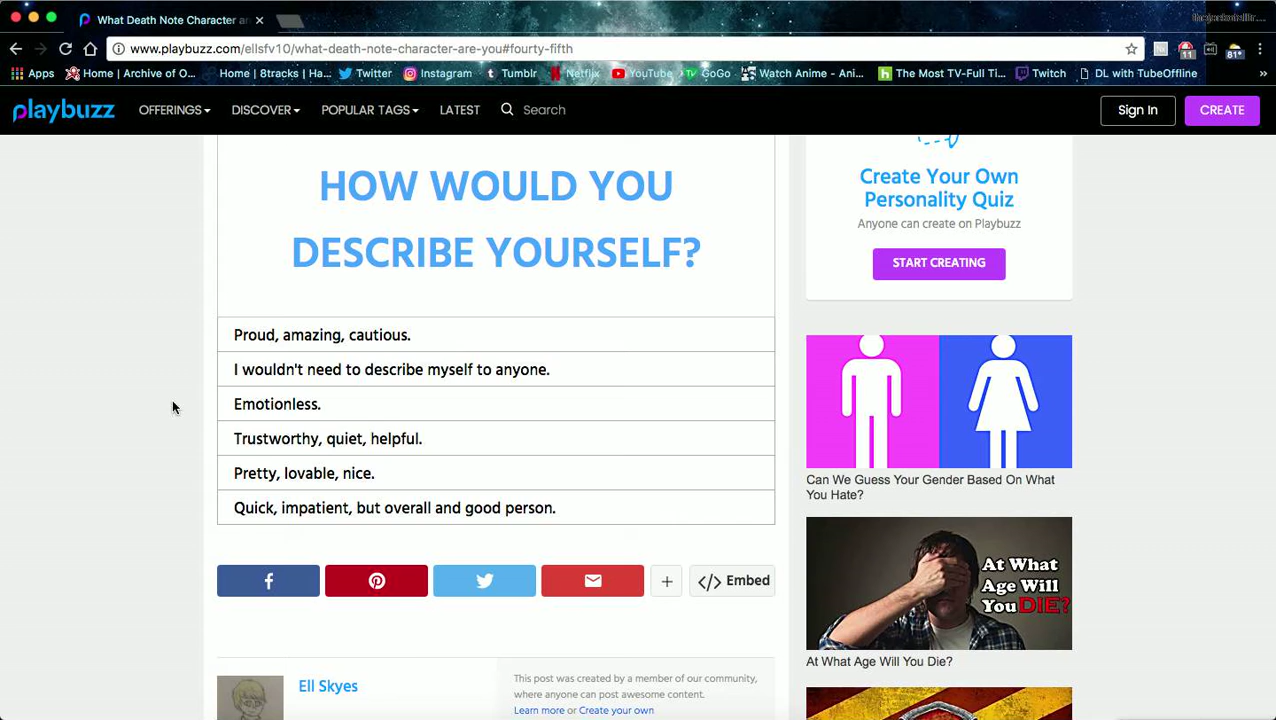 What Death Note Character an
www.playbuzz.com/ellsfv10/what-death-note-character-are-you#fourty-fifth
Apps
Home | Archive of O...
Home | 8tracks | Ha...
Twitter
Instagram
Tumblr
Netflix
YouTube
GoGo
Watch Anime - Ani...
The Most TV-Full Ti...
Twitch
DL with TubeOffline
11
81°
playbuzz
OFFERINGS
DISCOVER
POPULAR TAGS
LATEST
Search
Sign In
CREATE
HOW WOULD YOU
DESCRIBE YOURSELF?
Proud, amazing, cautious.
I wouldn't need to describe myself to anyone.
Emotionless.
Trustworthy, quiet, helpful.
Pretty, lovable, nice.
Quick, impatient, but overall and good person.
Embed
Ell Skyes
This post was created by a member of our community,
where anyone can post awesome content.
Learn more or Create your own
Create Your Own
Personality Quiz
Anyone can create on Playbuzz
START CREATING
Can We Guess Your Gender Based On What
You Hate?
At What
Age Will
You DIE?
At What Age Will You Die?